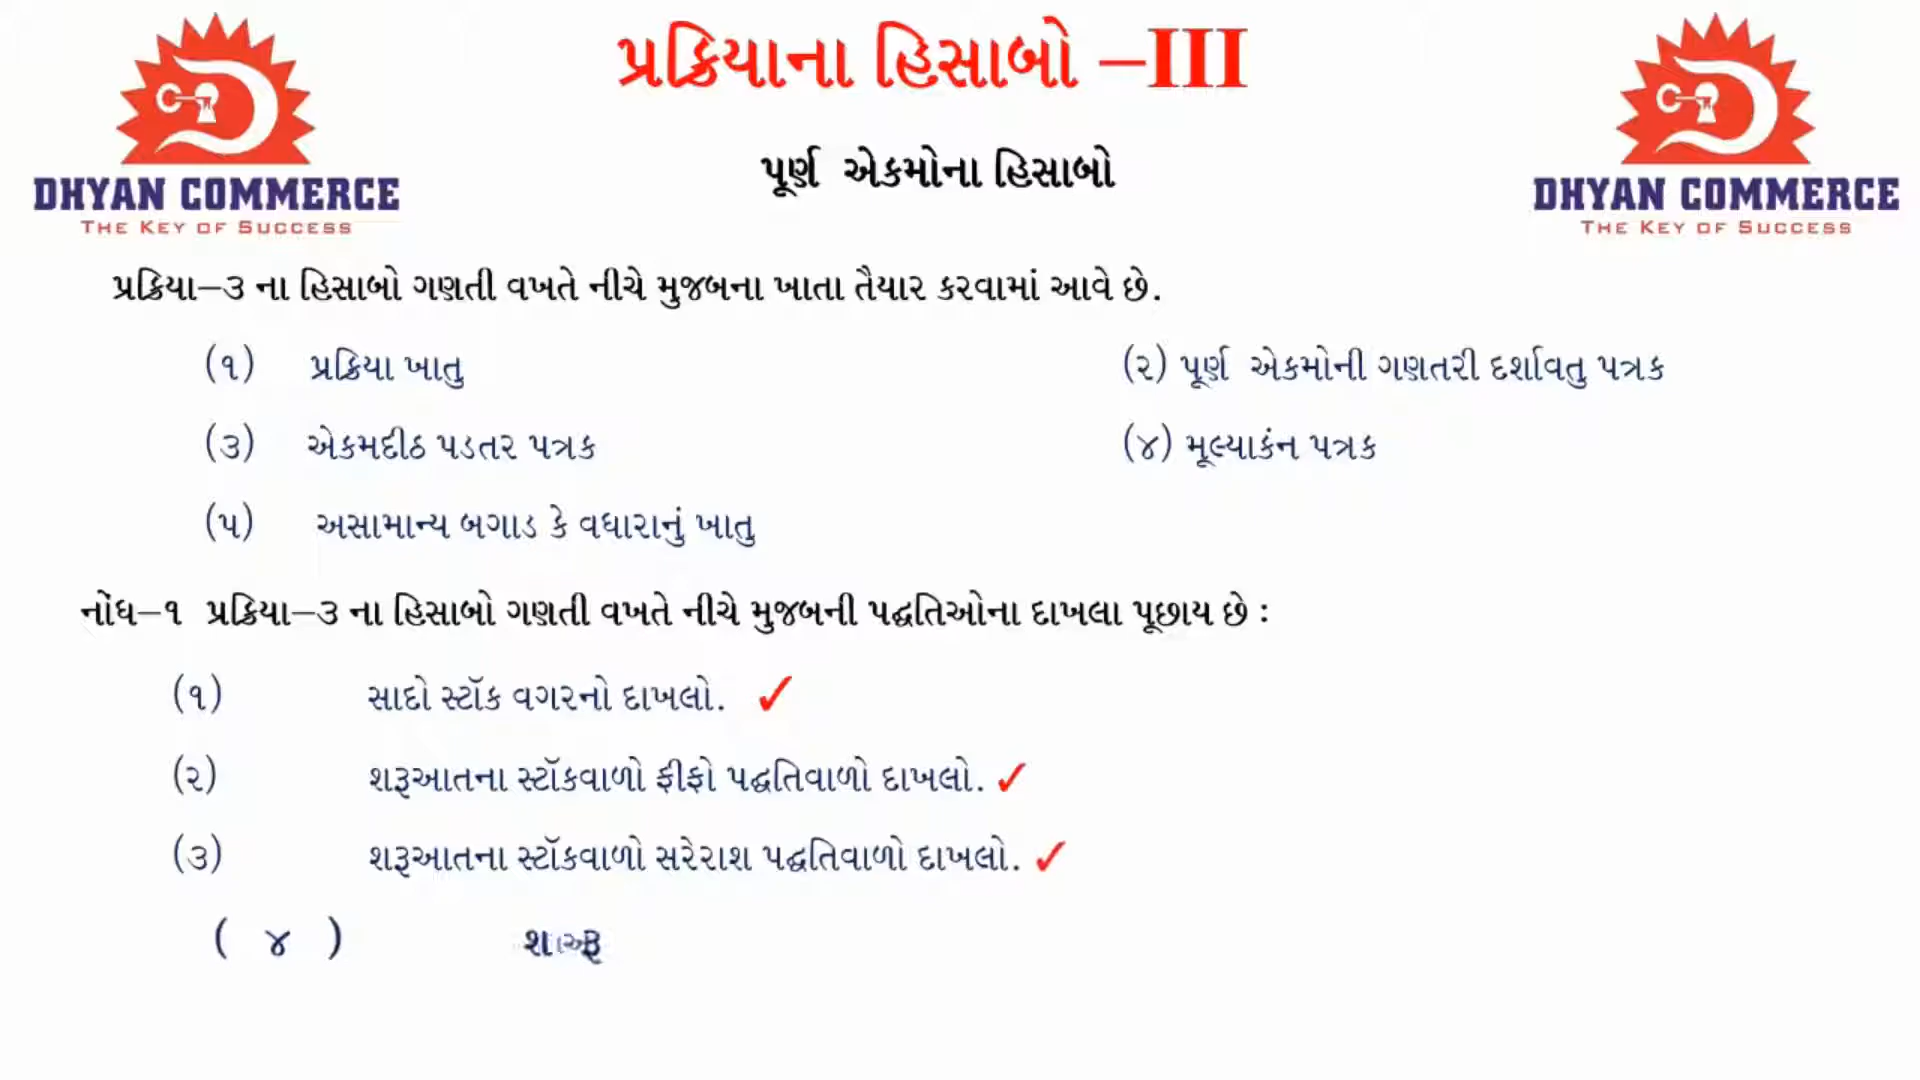 પ્રક્રિયાના હિસાબો –III
પૂર્ણ એકમોના હિસાબો
DHYAN COMMERCE
THE KEY OF SUCCESS
DHYAN COMMERCE
THE KEY OF SUCCESS
પ્રક્રિયા–૩ ના હિસાબો ગણતી વખતે નીચે મુજબના ખાતા તૈયાર કરવામાં આવે છે.
(૧) પ્રક્રિયા ખાતુ
(૨) પૂર્ણ એકમોની ગણતરી દર્શાવતુ પત્રક
(૩) એકમદીઠ પડતર પત્રક
(૪) મૂલ્યાકંન પત્રક
(૫) અસામાન્ય બગાડ કે વધારાનું ખાતુ
નોંધ–૧ પ્રક્રિયા–૩ ના હિસાબો ગણતી વખતે નીચે મુજબની પદ્ધતિઓના દાખલા પૂછાય છે :
(૧) સાદો સ્ટૉક વગરનો દાખલો. ✓
(૨) શરૂઆતના સ્ટૉકવાળો ફીફો પદ્ધતિવાળો દાખલો. ✓
(૩) શરૂઆતના સ્ટૉકવાળો સરેરાશ પદ્ધતિવાળો દાખલો. ✓
( ૪ )